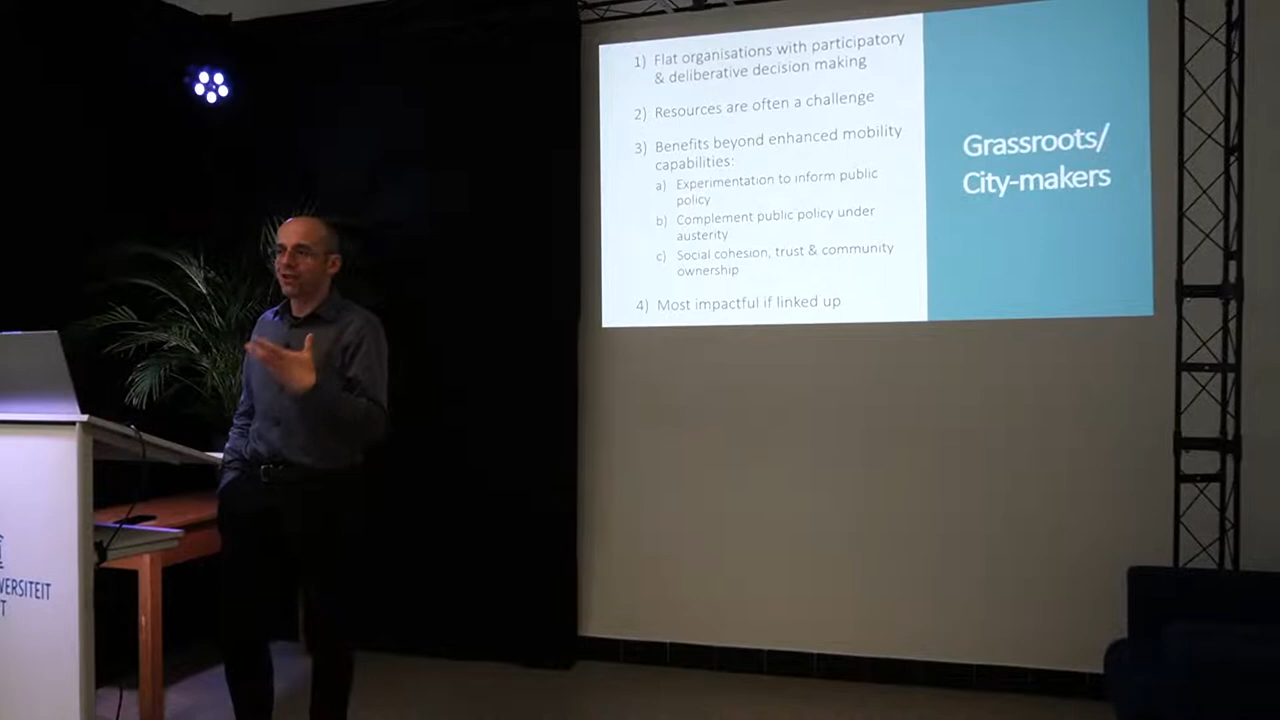 1) Flat organisations with participatory
& deliberative decision making
2) Resources are often a challenge
3) Benefits beyond enhanced mobility
capabilities:
a) Experimentation to inform public
policy
b) Complement public policy under
austerity
c) Social cohesion, trust & community
ownership
4) Most impactful if linked up
Grassroots/
City-makers
VERSITEIT
T